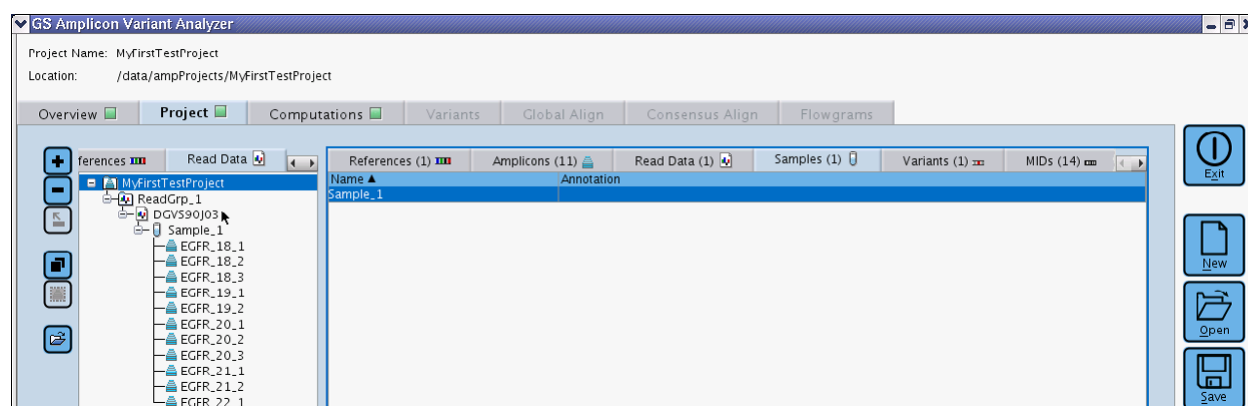 GS Amplicon Variant Analyzer
Project Name: MyFirstTestProject
Location: /data/ampProjects/MyFirstTestProject
Overview Project Computations Variants Global Align Consensus Align Flowgrams
ferences Read Data References (1) Amplicons (11) Read Data (1) Samples (1) Variants (1) MIDs (14)
Exit
MyFirstTestProject Name Annotation
ReadGrp_1 Sample_1
DGVS90J03
Sample_1
EGFR_18_1
EGFR_18_2
New
EGFR_18_3
EGFR_19_1
EGFR_19_2
EGFR_20_1
Open
EGFR_20_2
EGFR_20_3
EGFR_21_1
EGFR_21_2
Save
EGFR_22_1